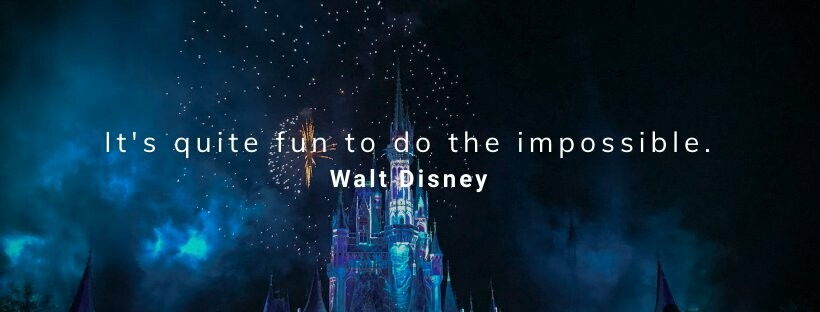 It's quite fun to do the impossible.
Walt Disney